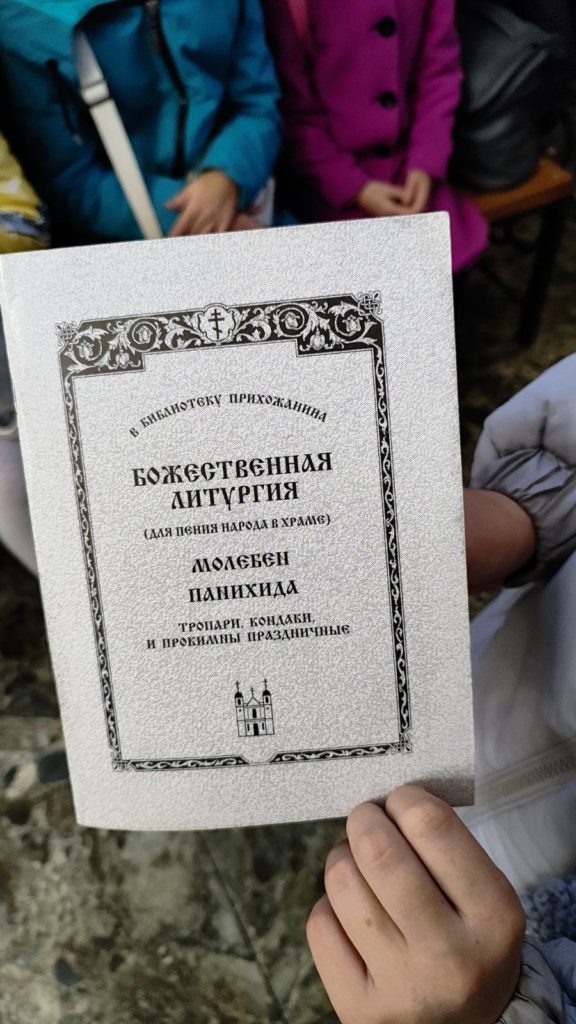 В БИБЛИОТЕКУ ПРИХОЖАНИНА
БОЖЕСТВЕННАЯ
ЛИТУРГИЯ
(ДЛЯ ПЕНИЯ НАРОДА В ХРАМЕ)
МОЛЕБЕН
ПАНИХИДА
ТРОПАРИ, КОНДАКИ,
И ПРОКИМНЫ ПРАЗДНИЧНЫЕ